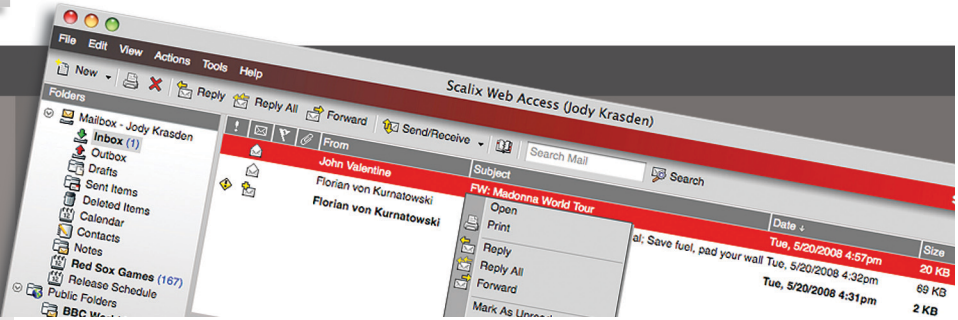 Scalix Web Access (Jody Krasden)
File Edit View Actions Tools Help
New Reply Reply All Forward Send/Receive Search Mail Search
Folders
Mailbox - Jody Krasden
Inbox (1)
Outbox
Drafts
Sent Items
Deleted Items
Calendar
Contacts
Notes
Red Sox Games (167)
Release Schedule
Public Folders
BBC
! From Subject Date Size
John Valentine FW: Madonna World Tour Tue, 5/20/2008 4:57pm 20 KB
Florian von Kurnatowski al; Save fuel, pad your wall Tue, 5/20/2008 4:32pm 69 KB
Florian von Kurnatowski Tue, 5/20/2008 4:31pm 2 KB
Open
Print
Reply
Reply All
Forward
Mark As